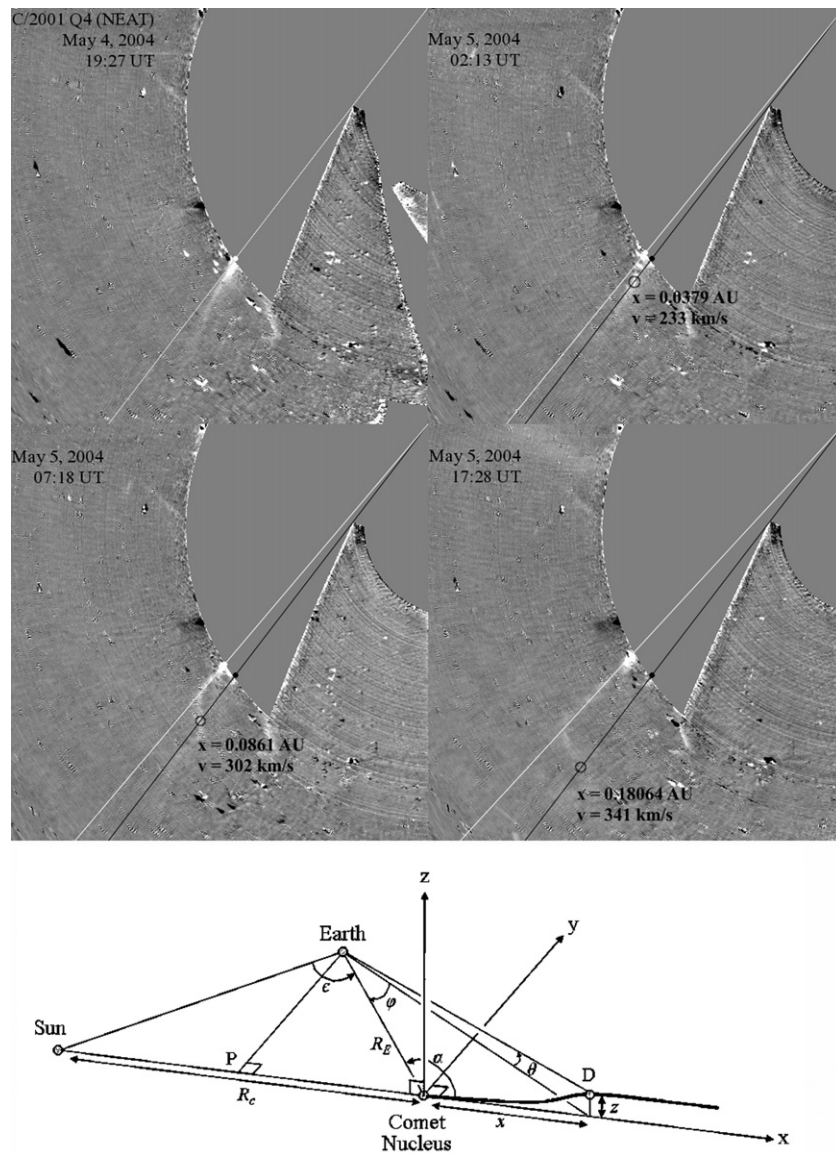 C/2001 Q4 (NEAT)
May 4, 2004
19:27 UT
May 5, 2004
02:13 UT
x = 0.0379 AU
v = 233 km/s
May 5, 2004
07:18 UT
x = 0.0861 AU
v = 302 km/s
May 5, 2004
17:28 UT
x = 0.18064 AU
v = 341 km/s
z
y
Earth
ϵ
φ
Sun
P
R_E
α
θ
D
R_c
z
x
x
Comet
Nucleus